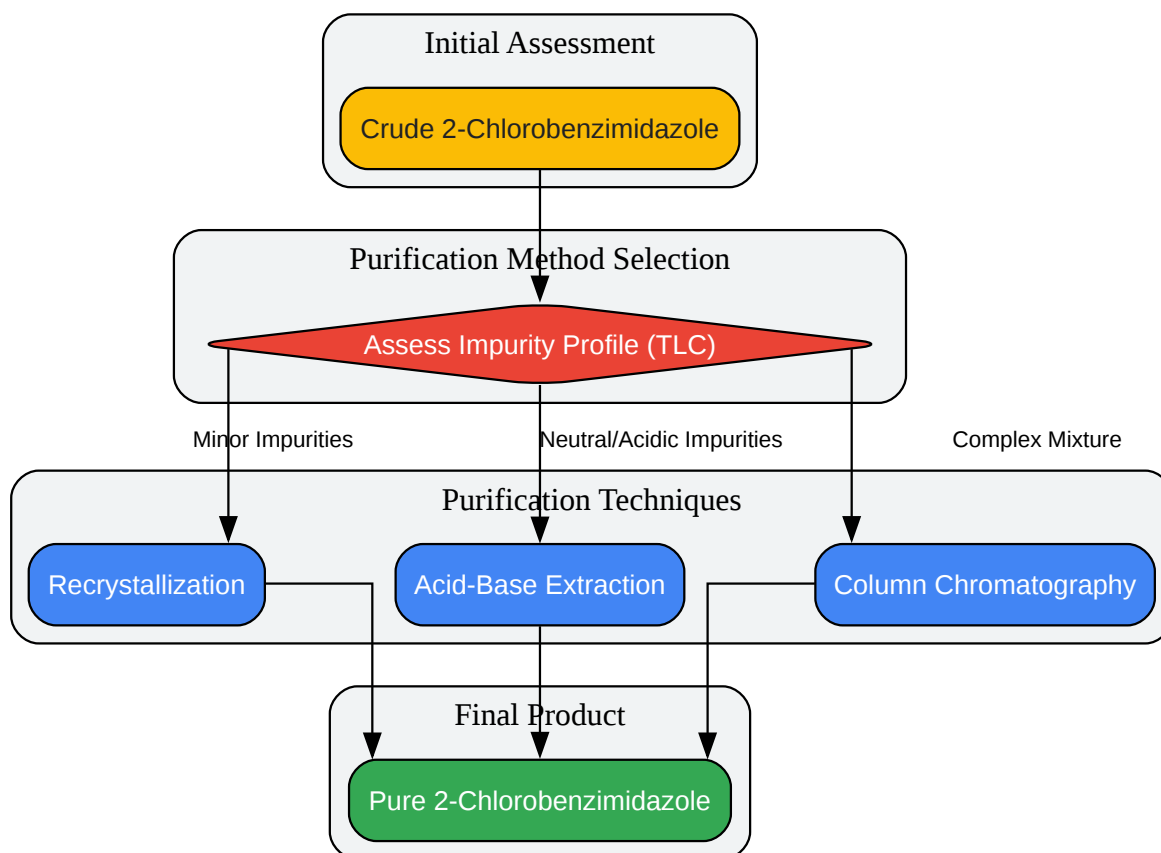 Initial Assessment
Crude 2-Chlorobenzimidazole
Purification Method Selection
Assess Impurity Profile (TLC)
Minor Impurities
Neutral/Acidic Impurities
Complex Mixture
Purification Techniques
Recrystallization
Acid-Base Extraction
Column Chromatography
Final Product
Pure 2-Chlorobenzimidazole